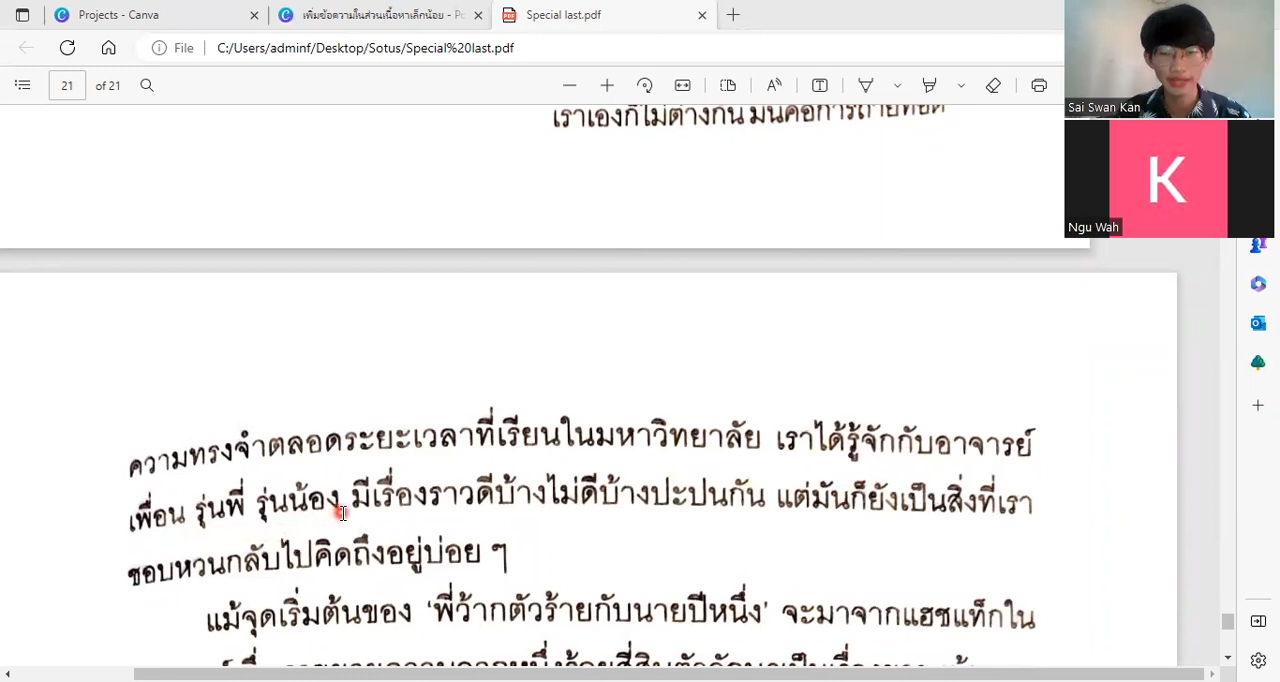 Projects - Canva
เพิ่มข้อความในส่วนเนื้อหาเล็กน้อย - Po
Special last.pdf
File
C:/Users/adminf/Desktop/Sotus/Special%20last.pdf
21 of 21
Sai Swan Kan
K
Ngu Wah
เราเองก็ไม่ต่างกัน มันคือการถ่ายทอด
ความทรงจำตลอดระยะเวลาที่เรียนในมหาวิทยาลัย เราได้รู้จักกับอาจารย์
เพื่อน รุ่นพี่ รุ่นน้อง มีเรื่องราวดีบ้างไม่ดีบ้างปะปนกัน แต่มันก็ยังเป็นสิ่งที่เรา
ชอบหวนกลับไปคิดถึงอยู่บ่อย ๆ
แม้จุดเริ่มต้นของ ‘พี่ว้ากตัวร้ายกับนายปีหนึ่ง’ จะมาจากแฮชแท็กใน